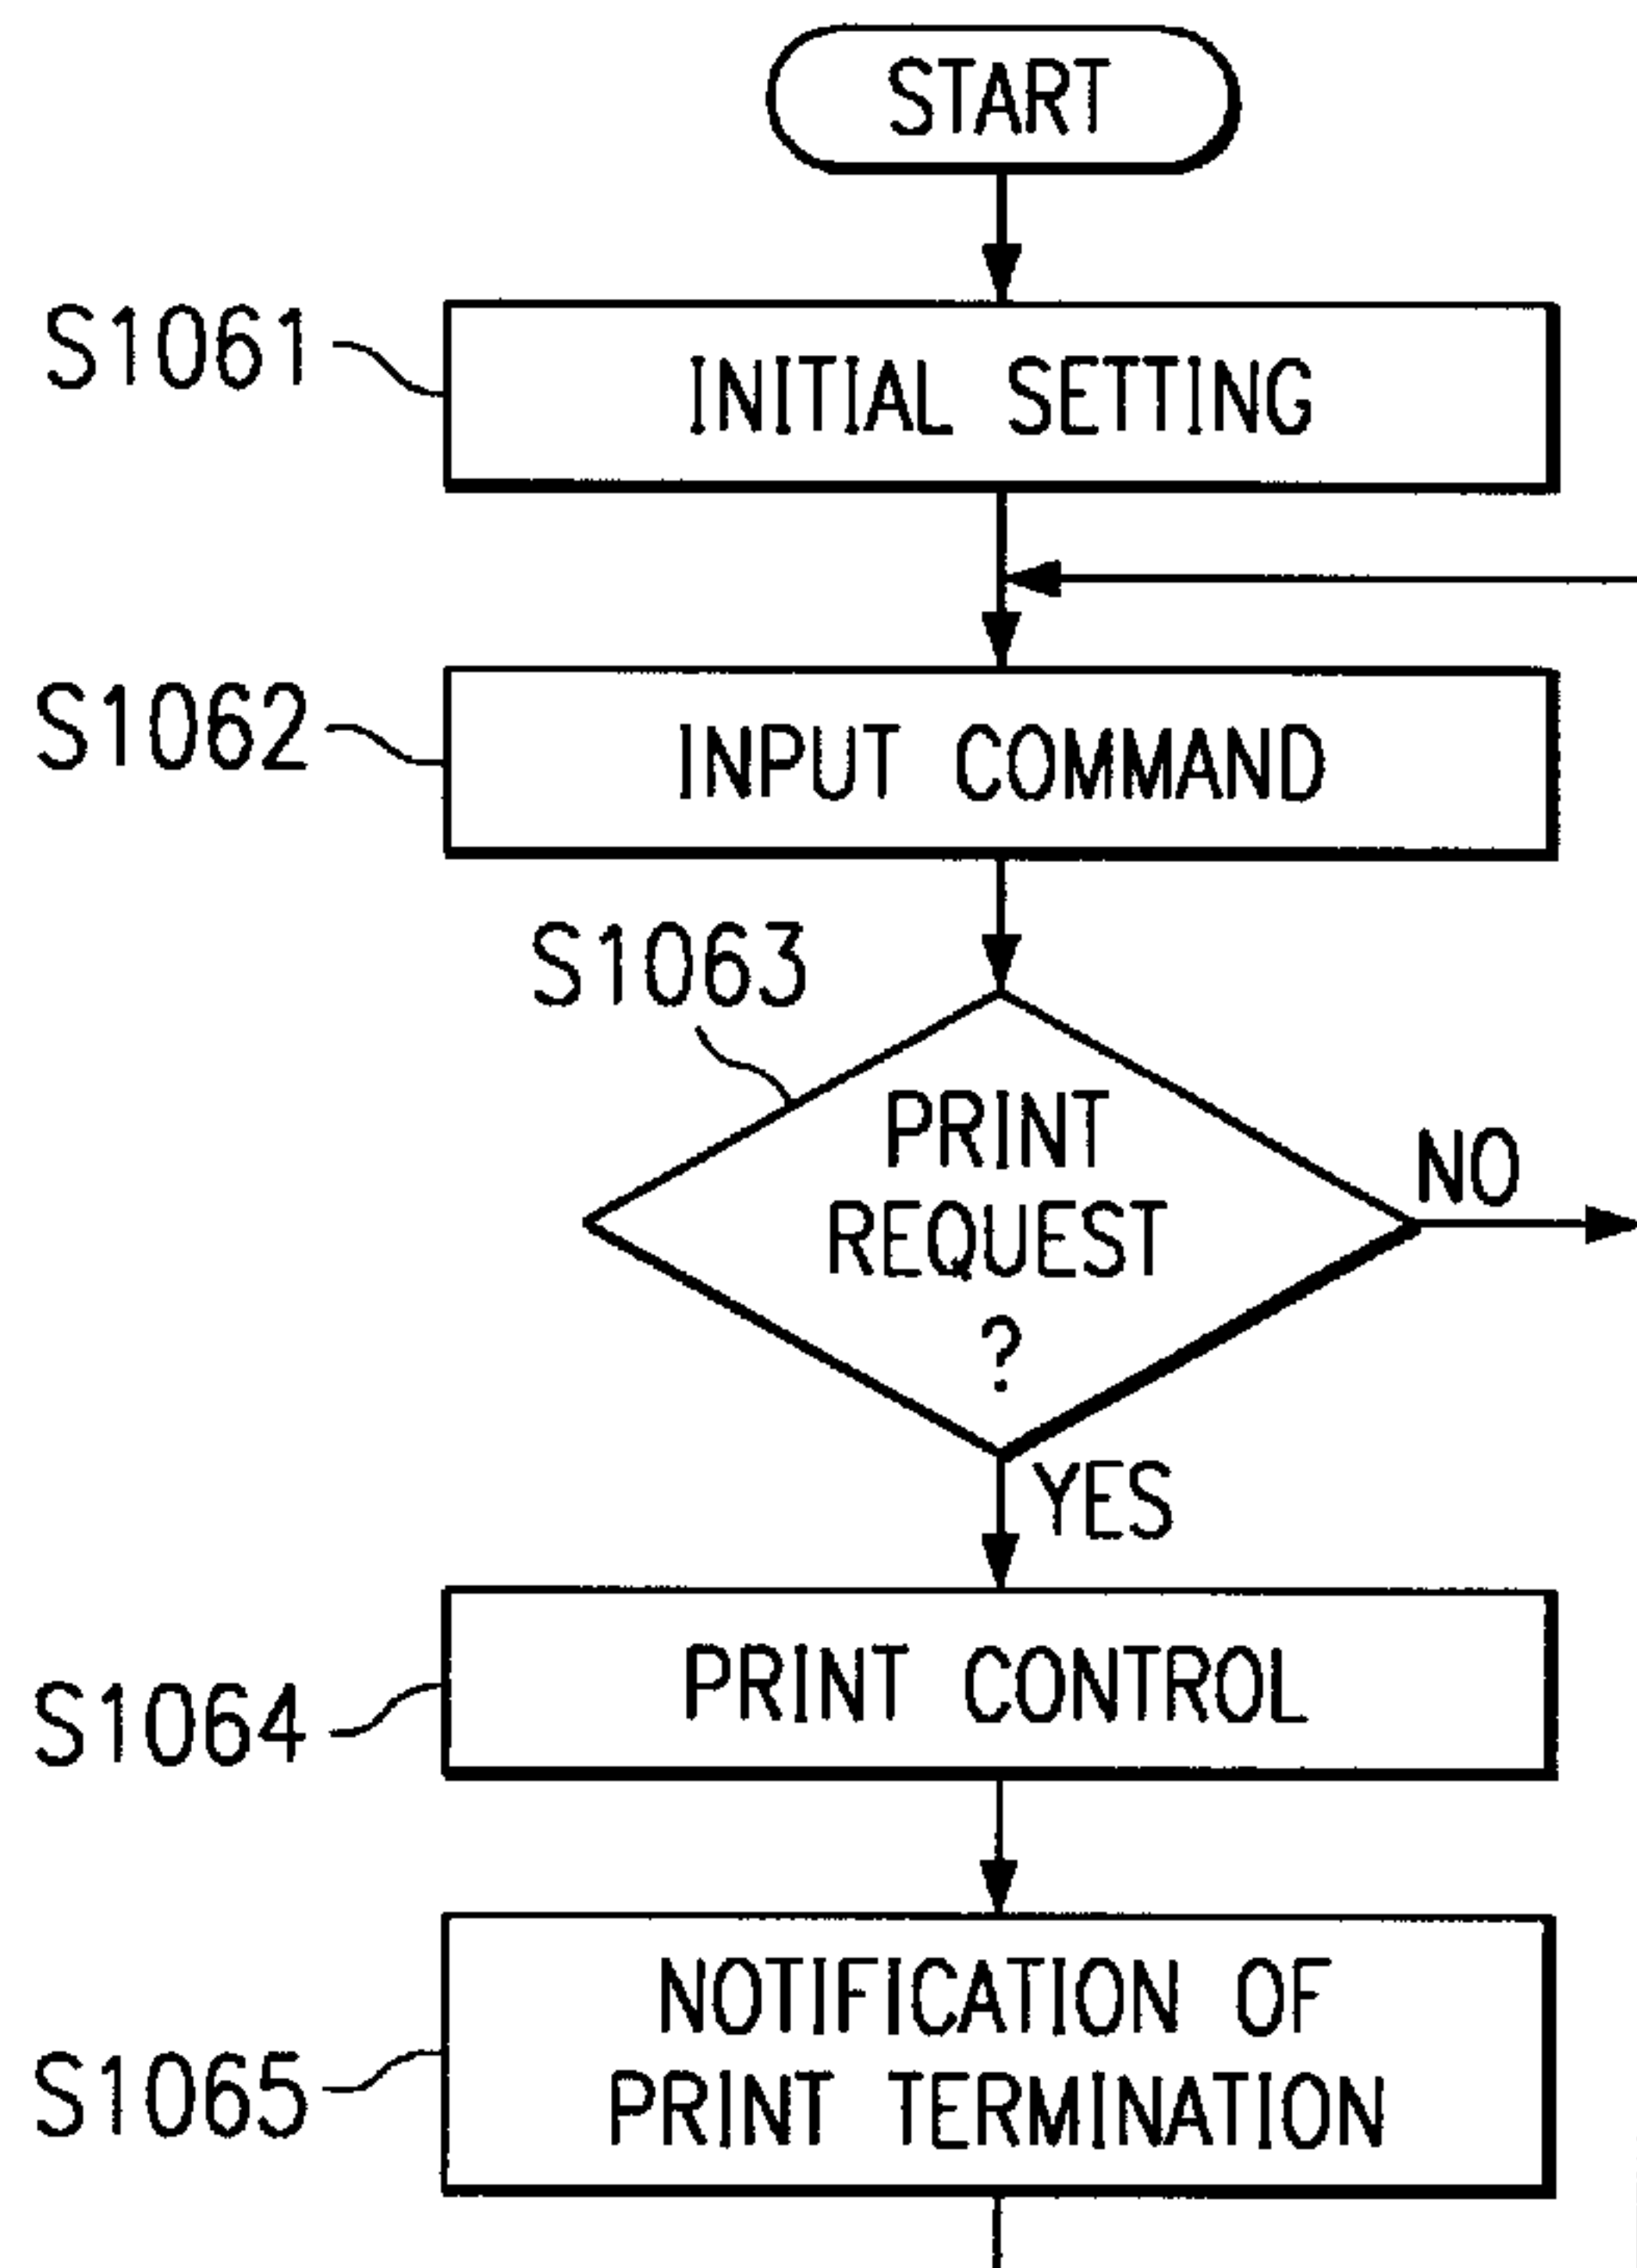 START
S1061
INITIAL SETTING
S1062
INPUT COMMAND
S1063
PRINT
REQUEST
?
NO
YES
S1064
PRINT CONTROL
S1065
NOTIFICATION OF
PRINT TERMINATION